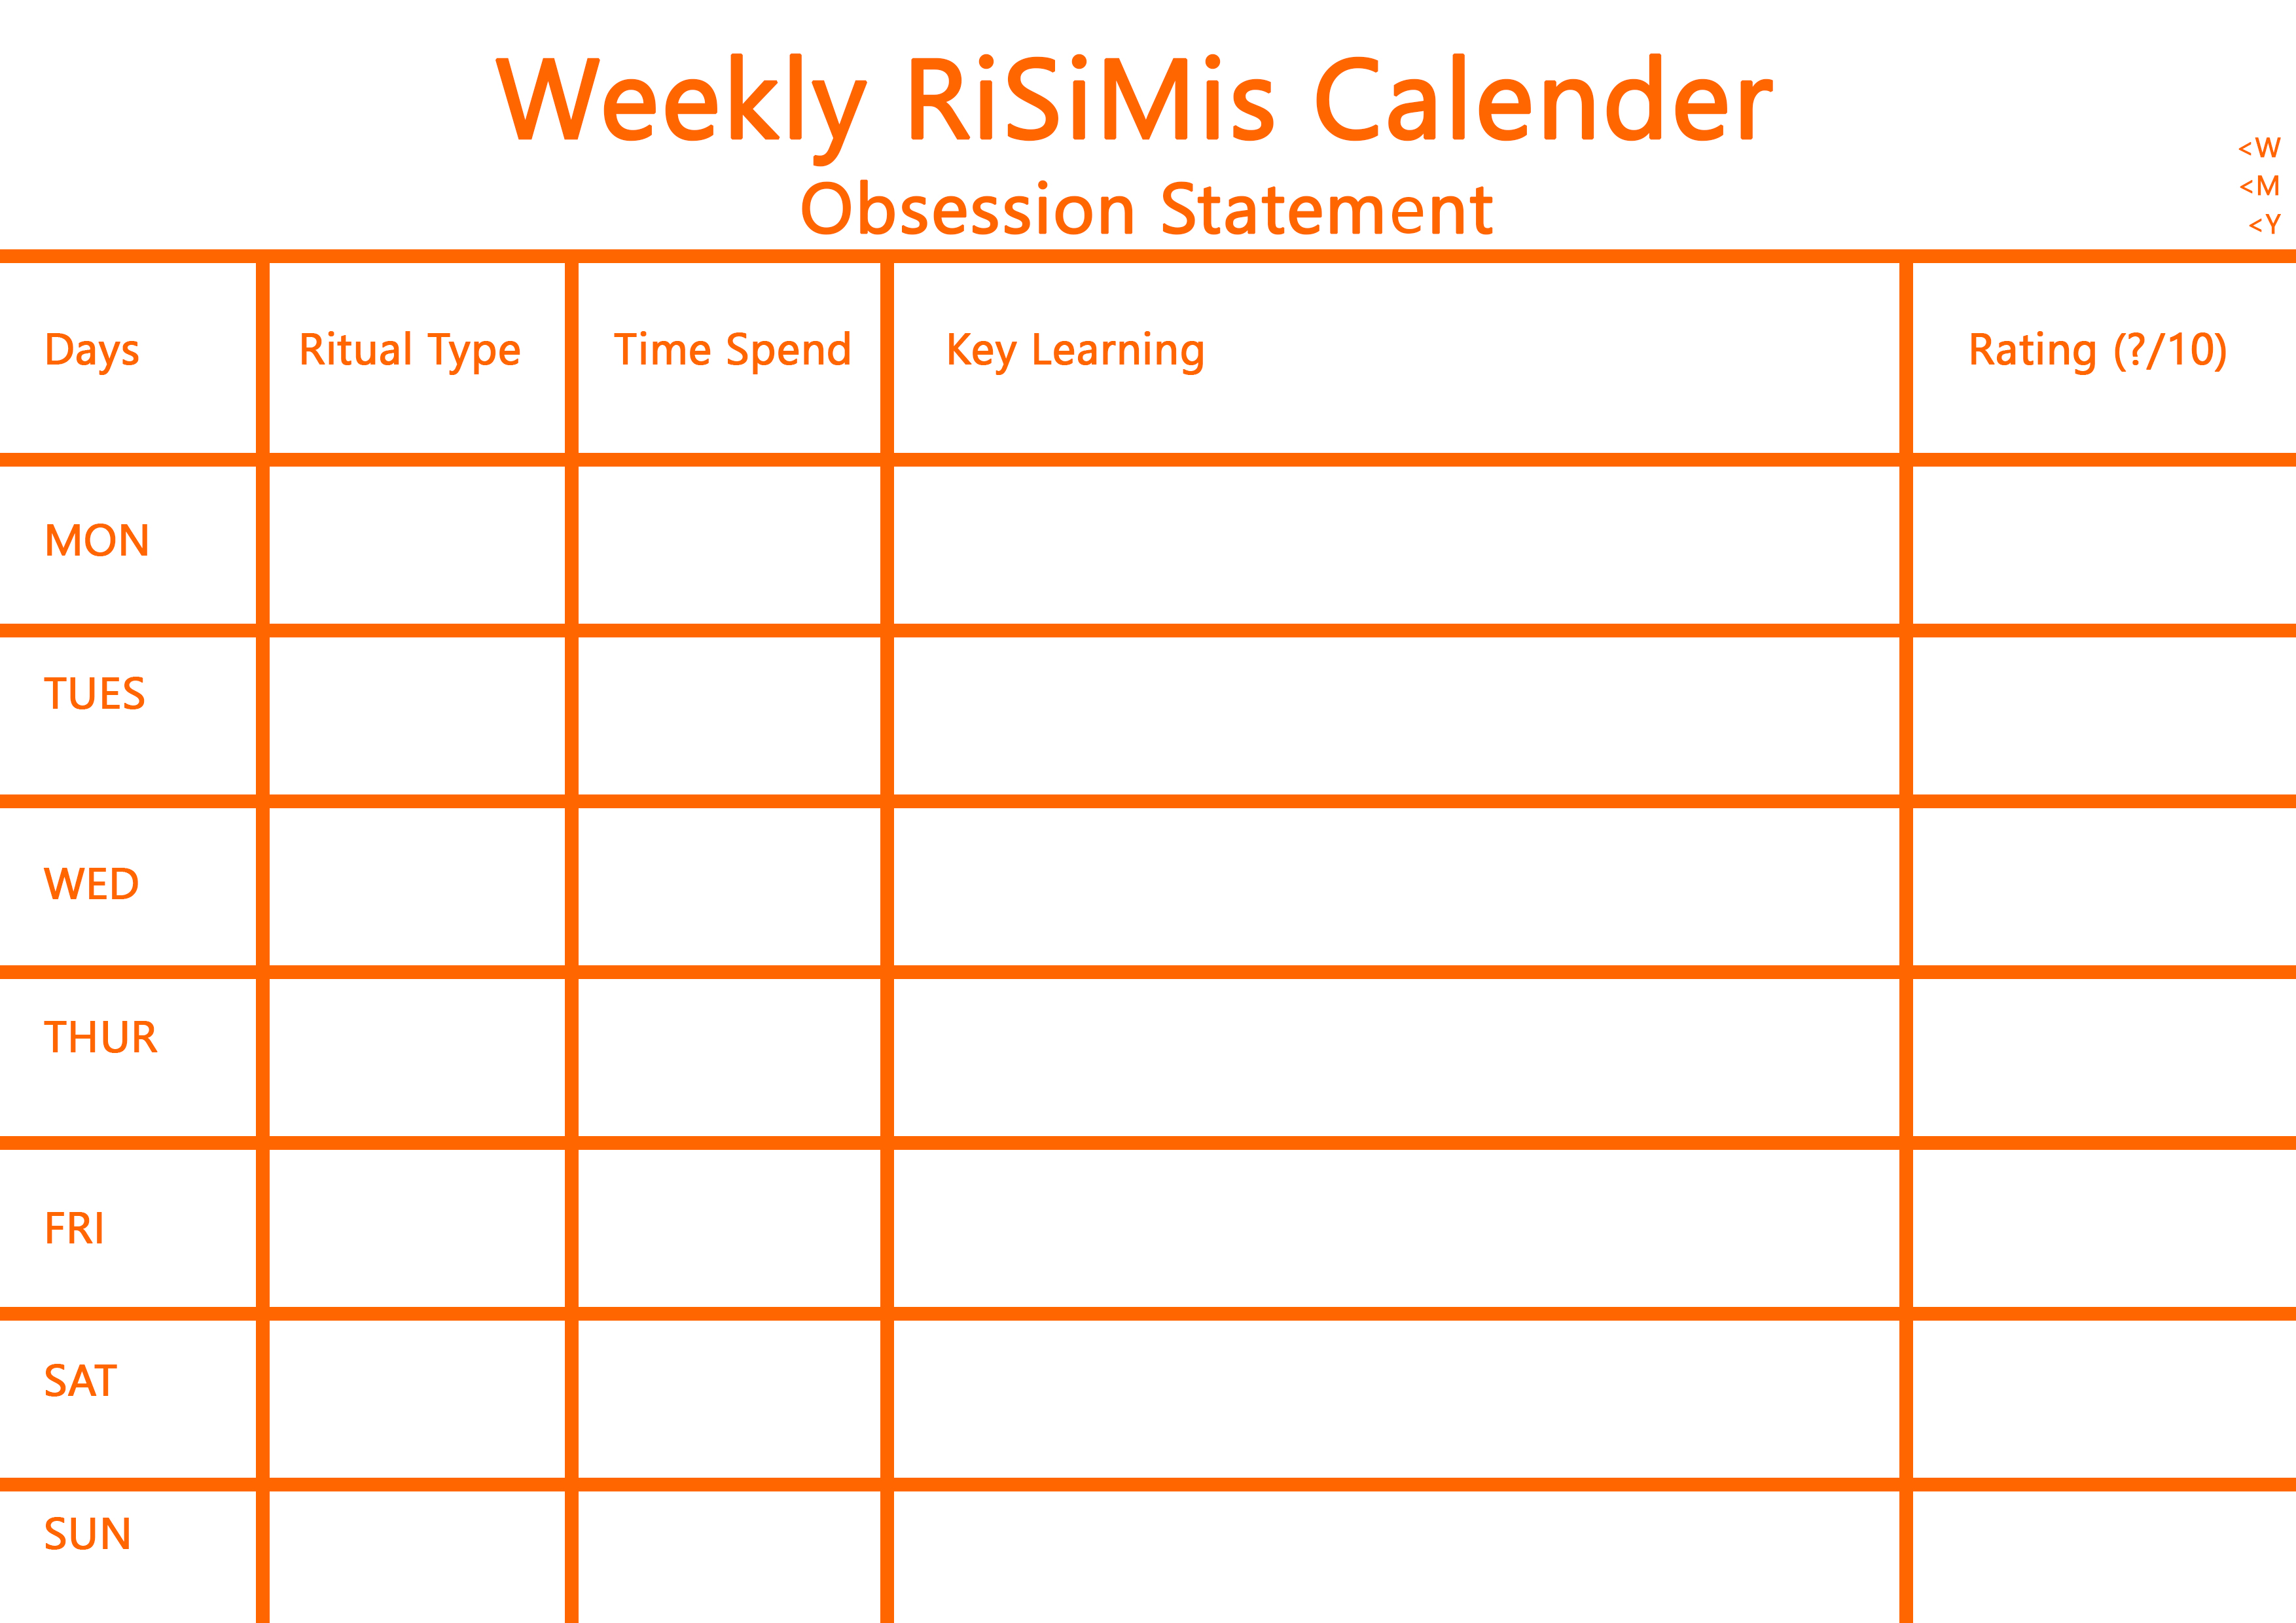 Weekly RiSiMis Calender
<W
<M
Obsession Statement
<Y
Days Ritual Type Time Spend Key Learning Rating (?/10)
MON
TUES
WED
THUR
FRI
SAT
SUN